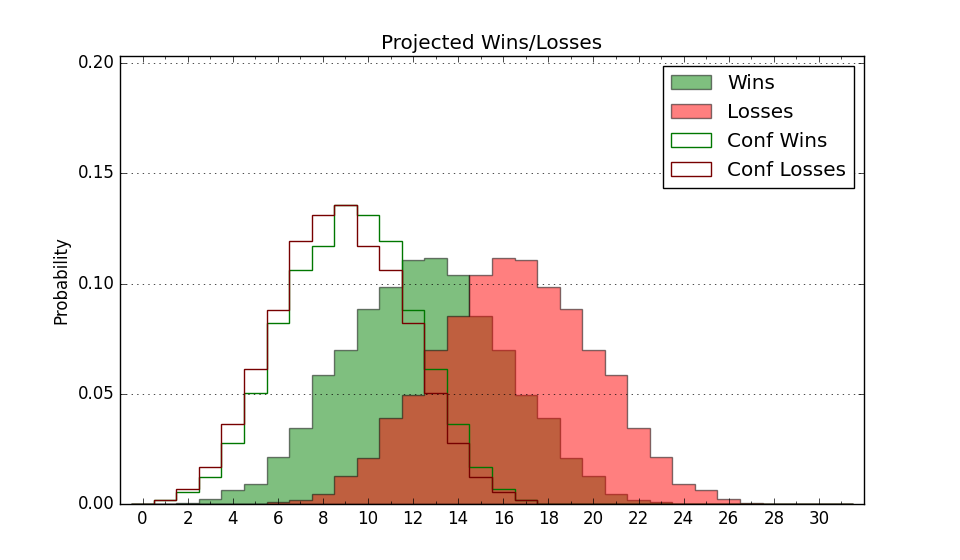 Projected Wins/Losses
0.20
0.15
0.10
0.05
0.00
Probability
Wins
Losses
Conf Wins
Conf Losses
0 2 4 6 8 10 12 14 16 18 20 22 24 26 28 30